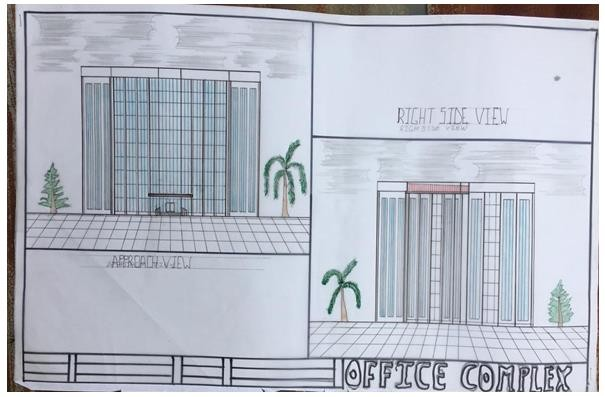 RIGHT SIDE VIEW
RIGHT SIDE VIEW
APPROACH VIEW
OFFICE COMPLEX